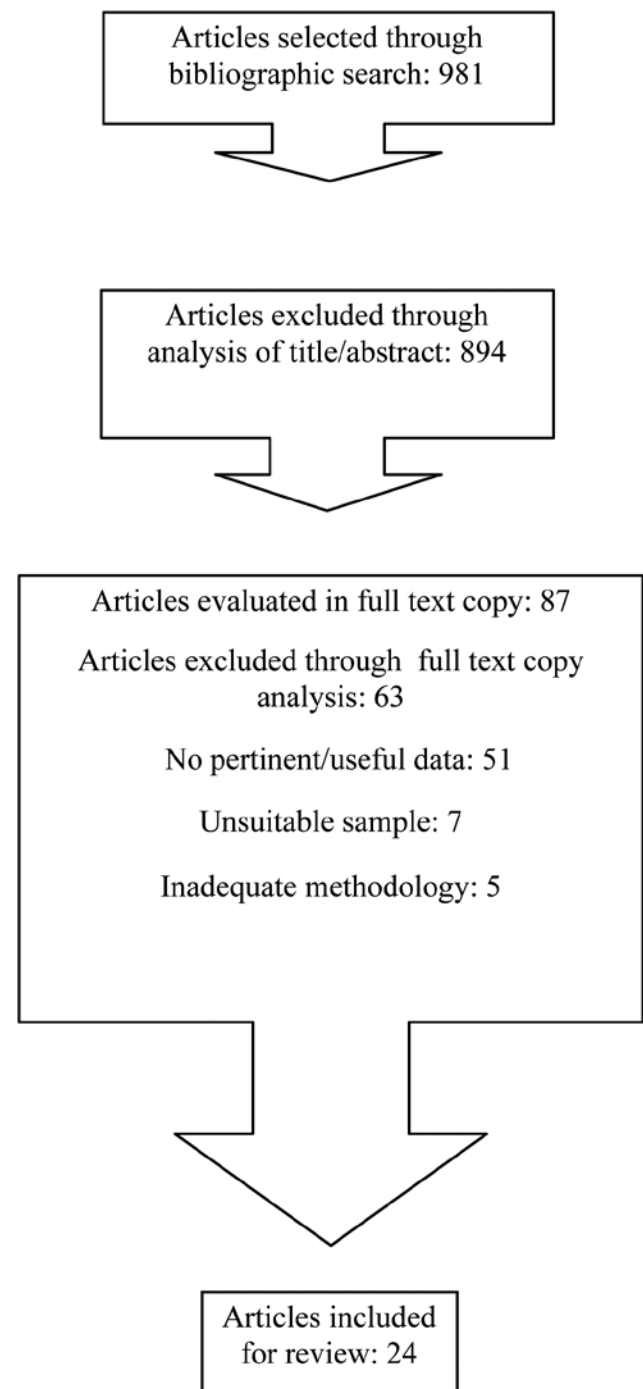 Articles selected through
bibliographic search: 981
Articles excluded through
analysis of title/abstract: 894
Articles evaluated in full text copy: 87
Articles excluded through full text copy
analysis: 63
No pertinent/useful data: 51
Unsuitable sample: 7
Inadequate methodology: 5
Articles included
for review: 24